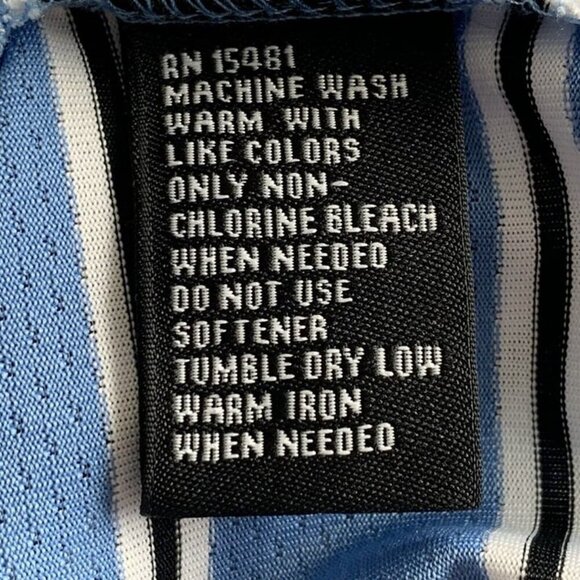 RN 15481
MACHINE WASH
WARM WITH
LIKE COLORS
ONLY NON-
CHLORINE BLEACH
WHEN NEEDED
DO NOT USE
SOFTENER
TUMBLE DRY LOW
WARM IRON
WHEN NEEDED